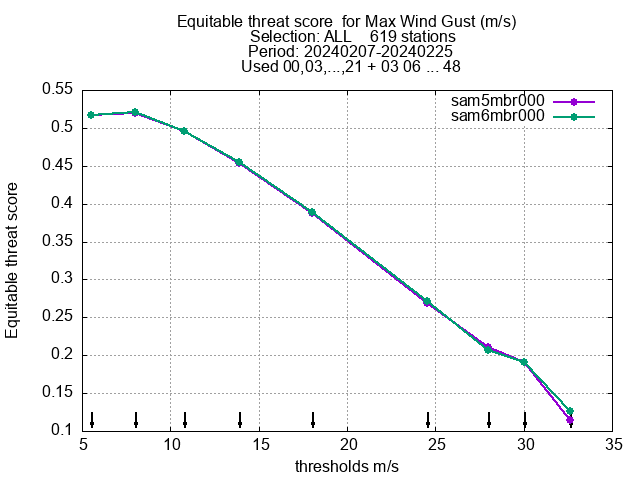 Equitable threat score  for Max Wind Gust (m/s)
Selection: ALL    619 stations
Period: 20240207-20240225
Used 00,03,...,21 + 03 06 ... 48
sam5mbr000
sam6mbr000
0.55
0.5
0.45
0.4
0.35
0.3
0.25
0.2
0.15
0.1
Equitable threat score
5 10 15 20 25 30 35
thresholds m/s